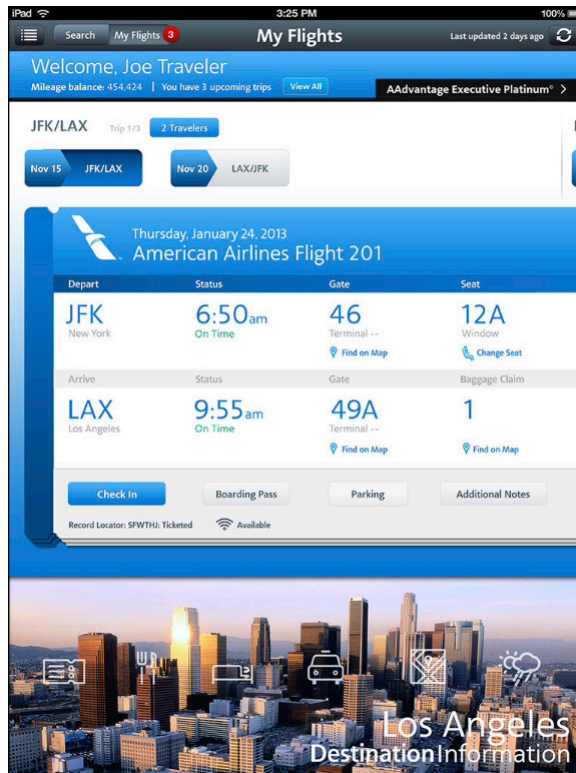 iPad 3:25 PM 100%
Search My Flights 3 My Flights Last updated 2 days ago
Welcome, Joe Traveler
Mileage balance: 454,424 | You have 3 upcoming trips View All AAdvantage Executive Platinum® >
JFK/LAX Trip 1/3 2 Travelers
Nov 15 JFK/LAX Nov 20 LAX/JFK
Thursday, January 24, 2013
American Airlines Flight 201
Depart Status Gate Seat
JFK 6:50am 46 12A
New York On Time Terminal -- Window
Find on Map Change Seat
Arrive Status Gate Baggage Claim
LAX 9:55am 49A 1
Los Angeles On Time Terminal --
Find on Map Find on Map
Check In Boarding Pass Parking Additional Notes
Record Locator: SFWTHJ: Ticketed Available
Los Angeles
DestinationInformation